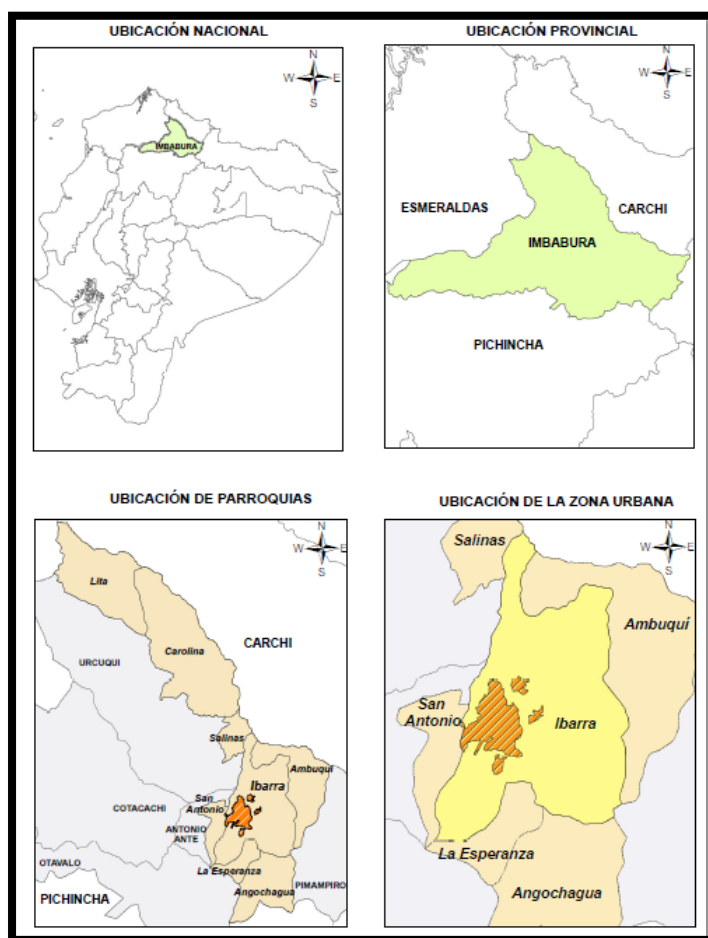 UBICACIÓN NACIONAL
N
W E
S
IMBABURA
UBICACIÓN PROVINCIAL
N
W E
S
ESMERALDAS
CARCHI
IMBABURA
PICHINCHA
UBICACIÓN DE PARROQUIAS
N
W E
S
Lita
CARCHI
Carolina
URCUQUI
Salinas
Ambuquí
Ibarra
San
Antonio
COTACACHI
ANTONIO
ANTE
OTAVALO
La Esperanza
Angochagua
PIMAMPIRO
PICHINCHA
UBICACIÓN DE LA ZONA URBANA
N
W E
S
Salinas
Ambuquí
San
Antonio
Ibarra
La Esperanza
Angochagua